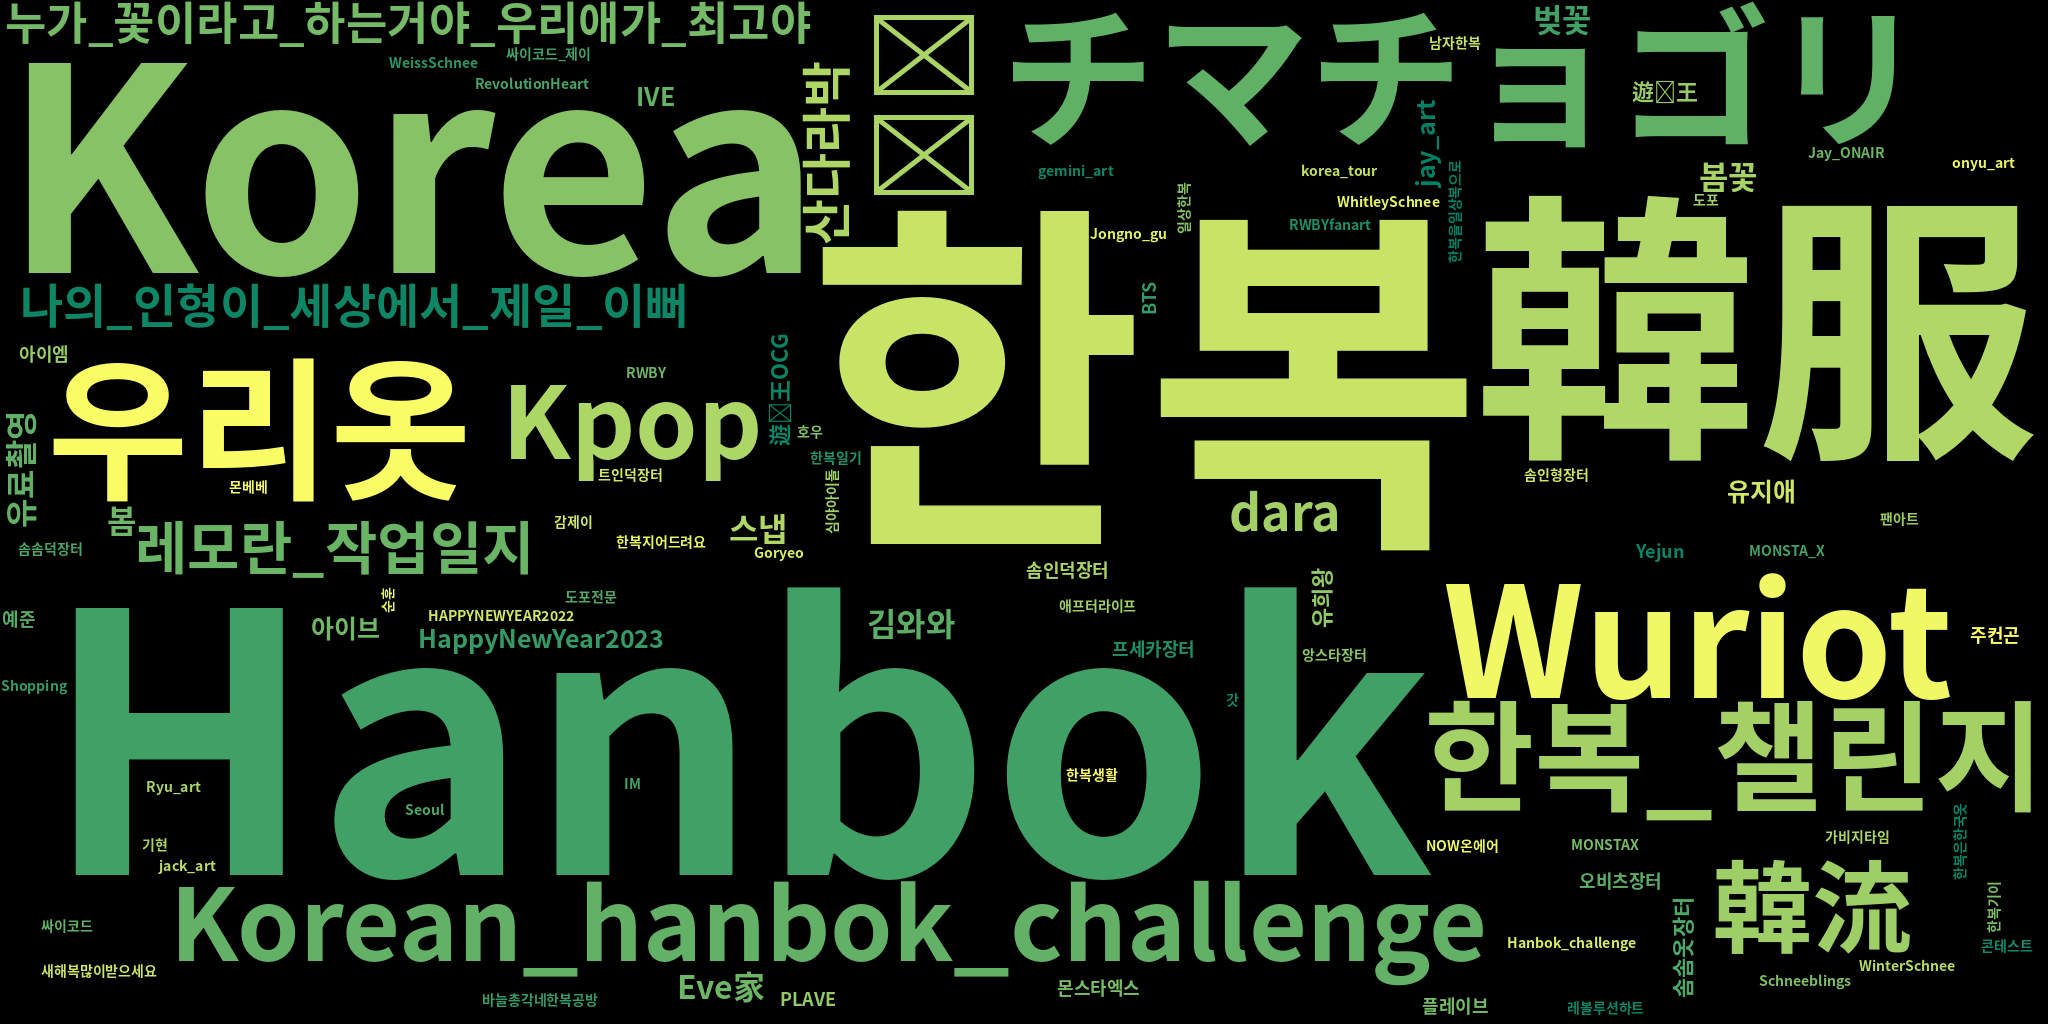 누가_꽃이라고_하는거야_우리애가_최고야
WeissSchnee
싸이코드_제이
RevolutionHeart
IVE
Korea
산다라박
チマチョゴリ
남자한복
벚꽃
遊
王
jay_art
gemini_art
korea_tour
Jay_ONAIR
onyu_art
봄꽃
도포
일상한복
WhitleySchnee
한복을일상복으로
RWBYfanart
Jongno_gu
한복
韓服
BTS
나의_인형이_세상에서_제일_이뻐
아이엠
우리옷
RWBY
Kpop
遊
王OCG
호우
유료촬영
몬베베
트인덕장터
한복일기
심야아이돌
솜인형장터
유지애
dara
봄
레모란_작업일지
감제이
스냅
한복지어드려요
Goryeo
솜솜덕장터
팬아트
Yejun
MONSTA_X
솜인덕장터
유희왕
순훈
도포전문
애프터라이프
예준
아이브
HAPPYNEWYEAR2022
HappyNewYear2023
김와와
프세카장터
앙스타장터
Wuriot
주컨곤
Shopping
갓
Hanbok
한복_챌린지
한복생활
Ryu_art
IM
Seoul
기현
jack_art
NOW온에어
MONSTAX
가비지타임
한복은한국옷
오비츠장터
韓流
한복기이
Korean_hanbok_challenge
솜솜옷장터
싸이코드
Hanbok_challenge
콘테스트
새해복많이받으세요
WinterSchnee
Eve家
몬스타엑스
Schneeblings
바늘총각네한복공방
PLAVE
플레이브
레볼루션하트